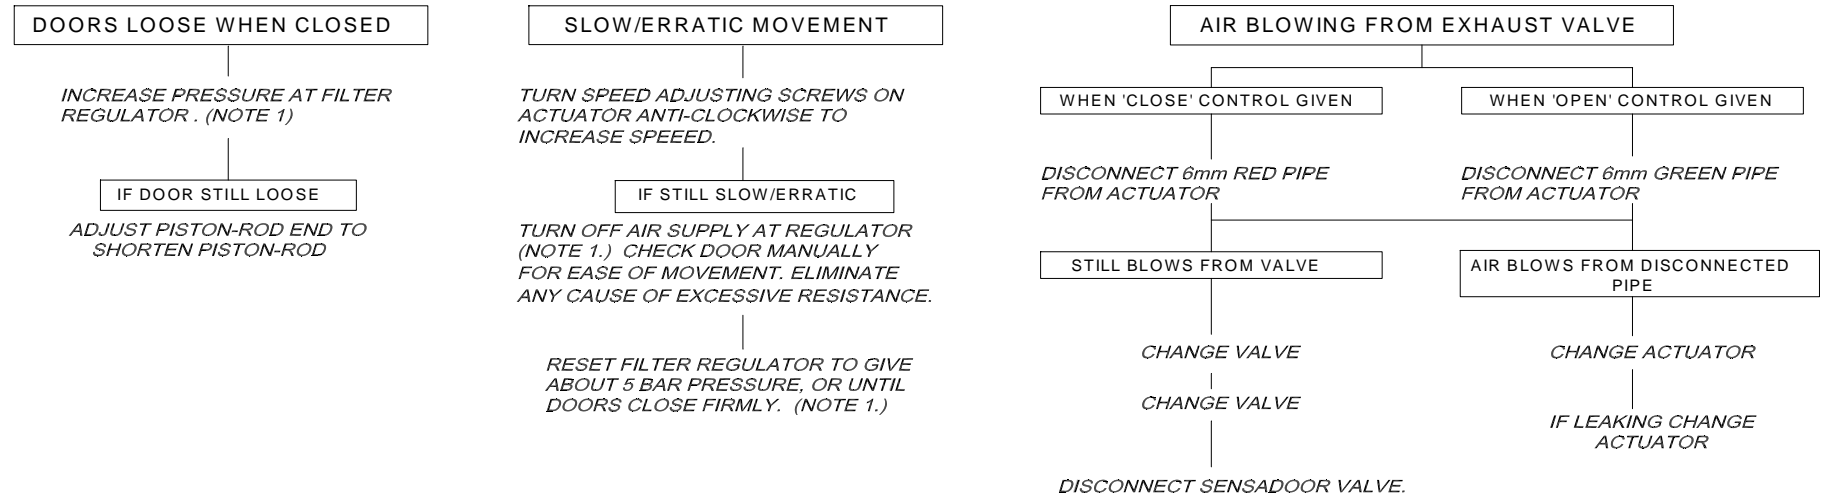 DOORS LOOSE WHEN CLOSED
INCREASE PRESSURE AT FILTER
REGULATOR . (NOTE 1)
IF DOOR STILL LOOSE
ADJUST PISTON-ROD END TO
SHORTEN PISTON-ROD
SLOW/ERRATIC MOVEMENT
TURN SPEED ADJUSTING SCREWS ON
ACTUATOR ANTI-CLOCKWISE TO
INCREASE SPEEED.
IF STILL SLOW/ERRATIC
TURN OFF AIR SUPPLY AT REGULATOR
(NOTE 1.) CHECK DOOR MANUALLY
FOR EASE OF MOVEMENT. ELIMINATE
ANY CAUSE OF EXCESSIVE RESISTANCE.
RESET FILTER REGULATOR TO GIVE
ABOUT 5 BAR PRESSURE, OR UNTIL
DOORS CLOSE FIRMLY. (NOTE 1.)
AIR BLOWING FROM EXHAUST VALVE
WHEN 'CLOSE' CONTROL GIVEN
DISCONNECT 6mm RED PIPE
FROM ACTUATOR
WHEN 'OPEN' CONTROL GIVEN
DISCONNECT 6mm GREEN PIPE
FROM ACTUATOR
STILL BLOWS FROM VALVE
CHANGE VALVE
CHANGE VALVE
DISCONNECT SENSADOOR VALVE.
AIR BLOWS FROM DISCONNECTED
PIPE
CHANGE ACTUATOR
IF LEAKING CHANGE
ACTUATOR